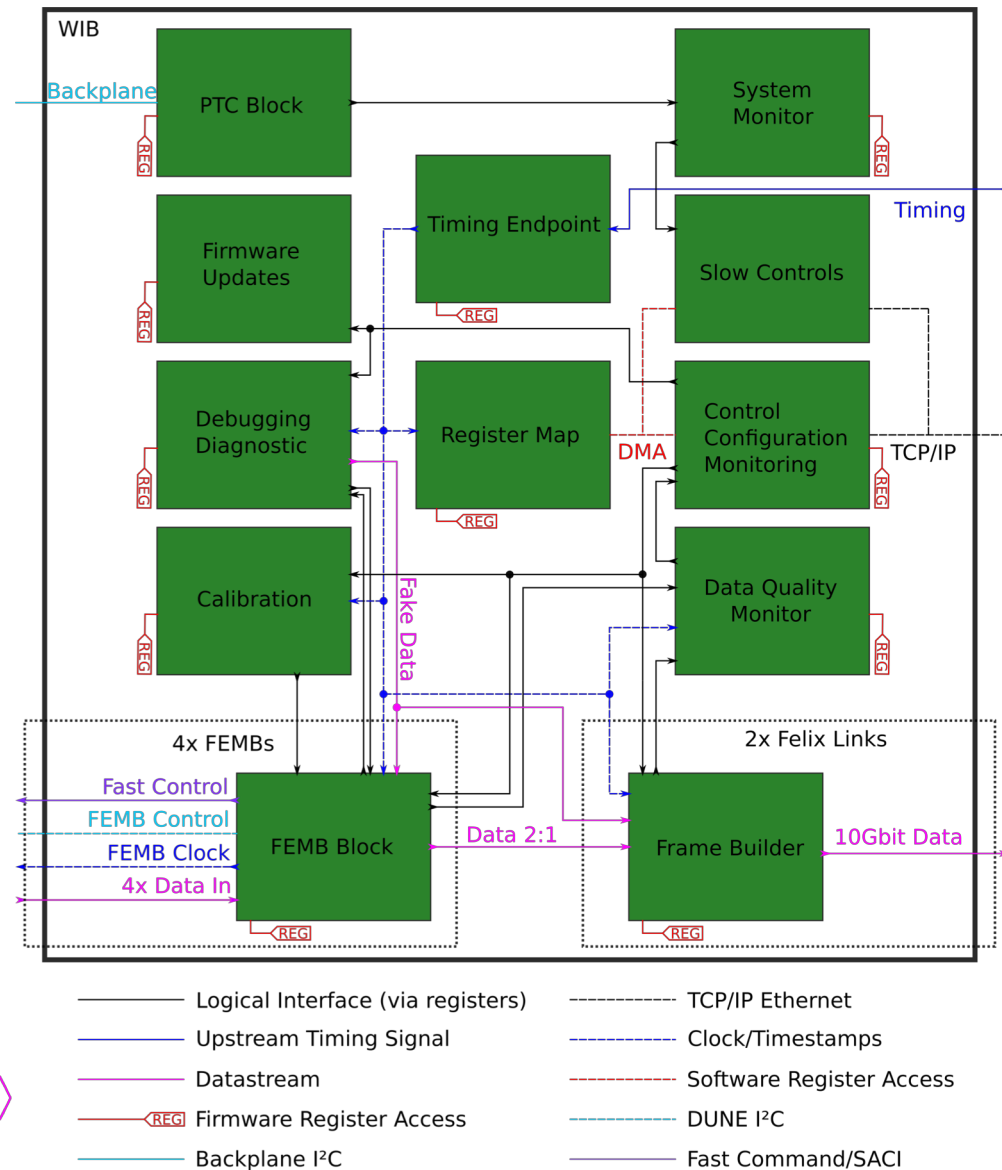 WIB
Backplane
PTC Block
REG
System
Monitor
REG
Timing Endpoint
REG
Timing
Firmware
Updates
REG
Slow Controls
Debugging
Diagnostic
REG
Register Map
REG
DMA
Control
Configuration
Monitoring
REG
TCP/IP
Calibration
REG
Fake Data
Data Quality
Monitor
REG
4x FEMBs
2x Felix Links
Fast Control
FEMB Control
FEMB Clock
4x Data In
FEMB Block
REG
Data 2:1
Frame Builder
REG
10Gbit Data
Logical Interface (via registers)
TCP/IP Ethernet
Upstream Timing Signal
Clock/Timestamps
Datastream
Software Register Access
REG
Firmware Register Access
DUNE I²C
Backplane I²C
Fast Command/SACI